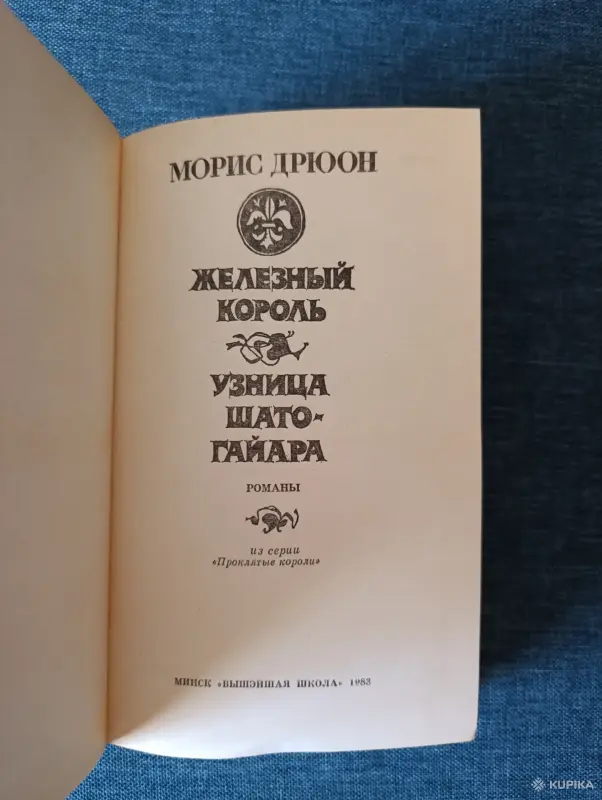 МОРИС ДРЮОН
ЖЕЛЕЗНЫЙ
КОРОЛЬ
УЗНИЦА
ШАТО-
ГАЙАРА
РОМАНЫ
из серии
«Проклятые короли»
МИНСК «ВЫШЭЙШАЯ ШКОЛА» 1983
KUPIKA